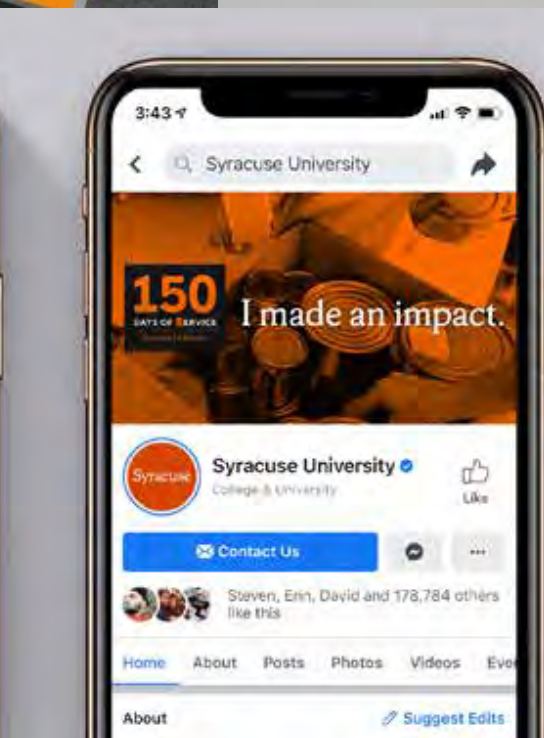 3:43
Syracuse University
150
DAYS OF SERVICE
I made an impact.
Syracuse
Syracuse University
College & University
Like
Contact Us
Steven, Erin, David and 178,784 others
like this
Home About Posts Photos Videos
About
Suggest Edits